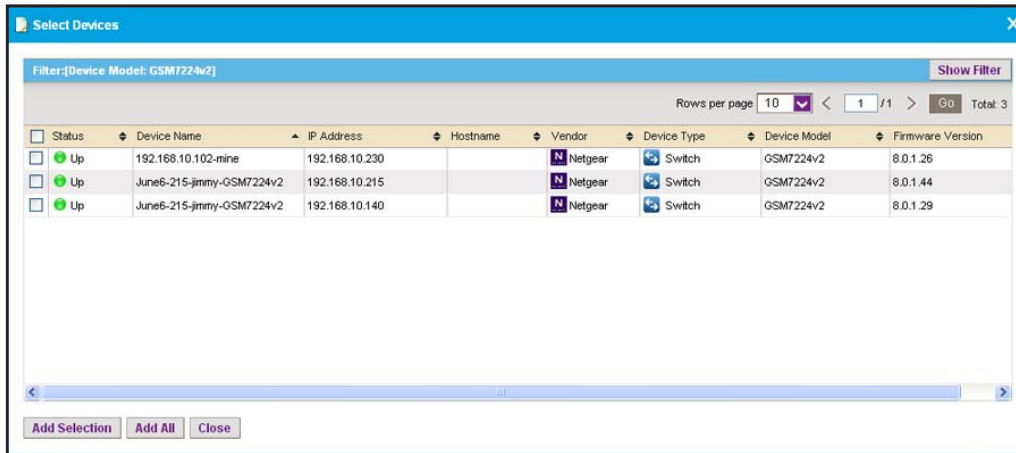 Select Devices X
Filter:[Device Model: GSM7224v2] Show Filter
Rows per page 10 < 1 /1 > Go Total: 3
Status Device Name IP Address Hostname Vendor Device Type Device Model Firmware Version
Up 192.168.10.102-mine 192.168.10.230 N Netgear Switch GSM7224v2 8.0.1.26
Up June6-215-jimmy-GSM7224v2 192.168.10.215 N Netgear Switch GSM7224v2 8.0.1.44
Up June6-215-jimmy-GSM7224v2 192.168.10.140 N Netgear Switch GSM7224v2 8.0.1.29
Add Selection Add All Close